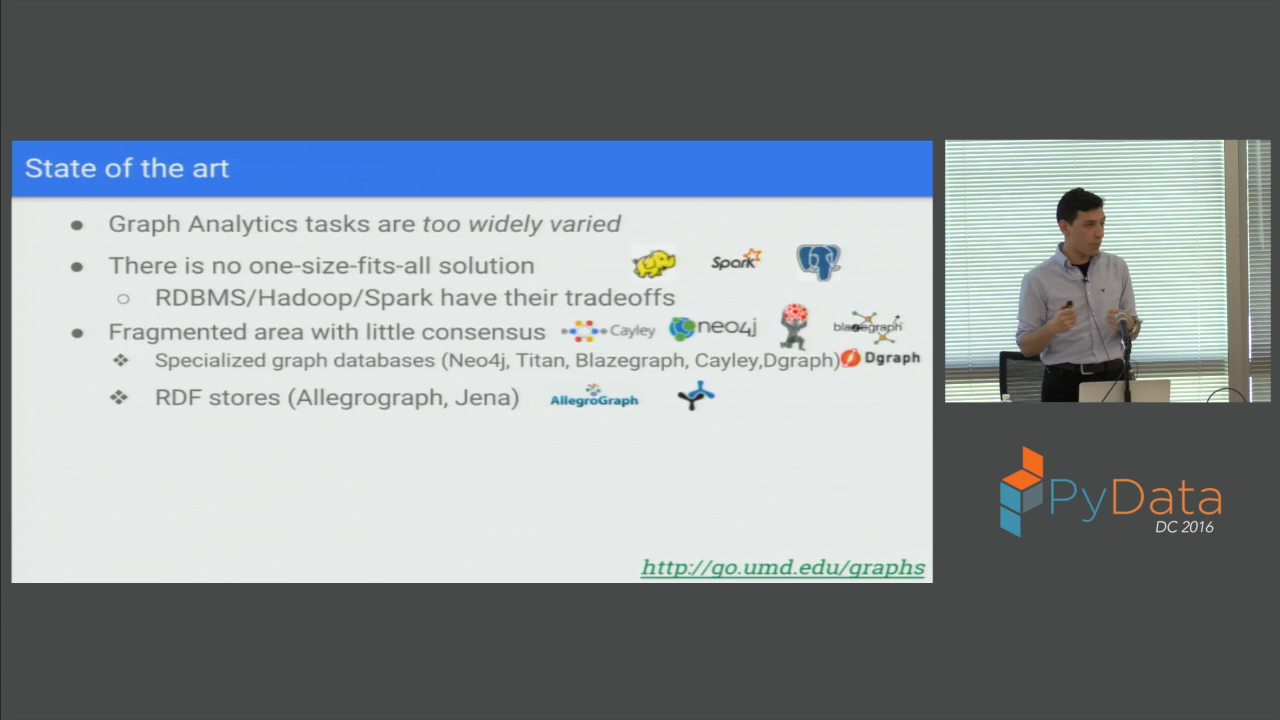 State of the art
Graph Analytics tasks are too widely varied
There is no one-size-fits-all solution
Spark
RDBMS/Hadoop/Spark have their tradeoffs
Fragmented area with little consensus
Cayley
neo4j
blazegraph
Specialized graph databases (Neo4j, Titan, Blazegraph, Cayley,Dgraph)
Dgraph
RDF stores (Allegrograph, Jena)
AllegroGraph
http://go.umd.edu/graphs
PyData
DC 2016